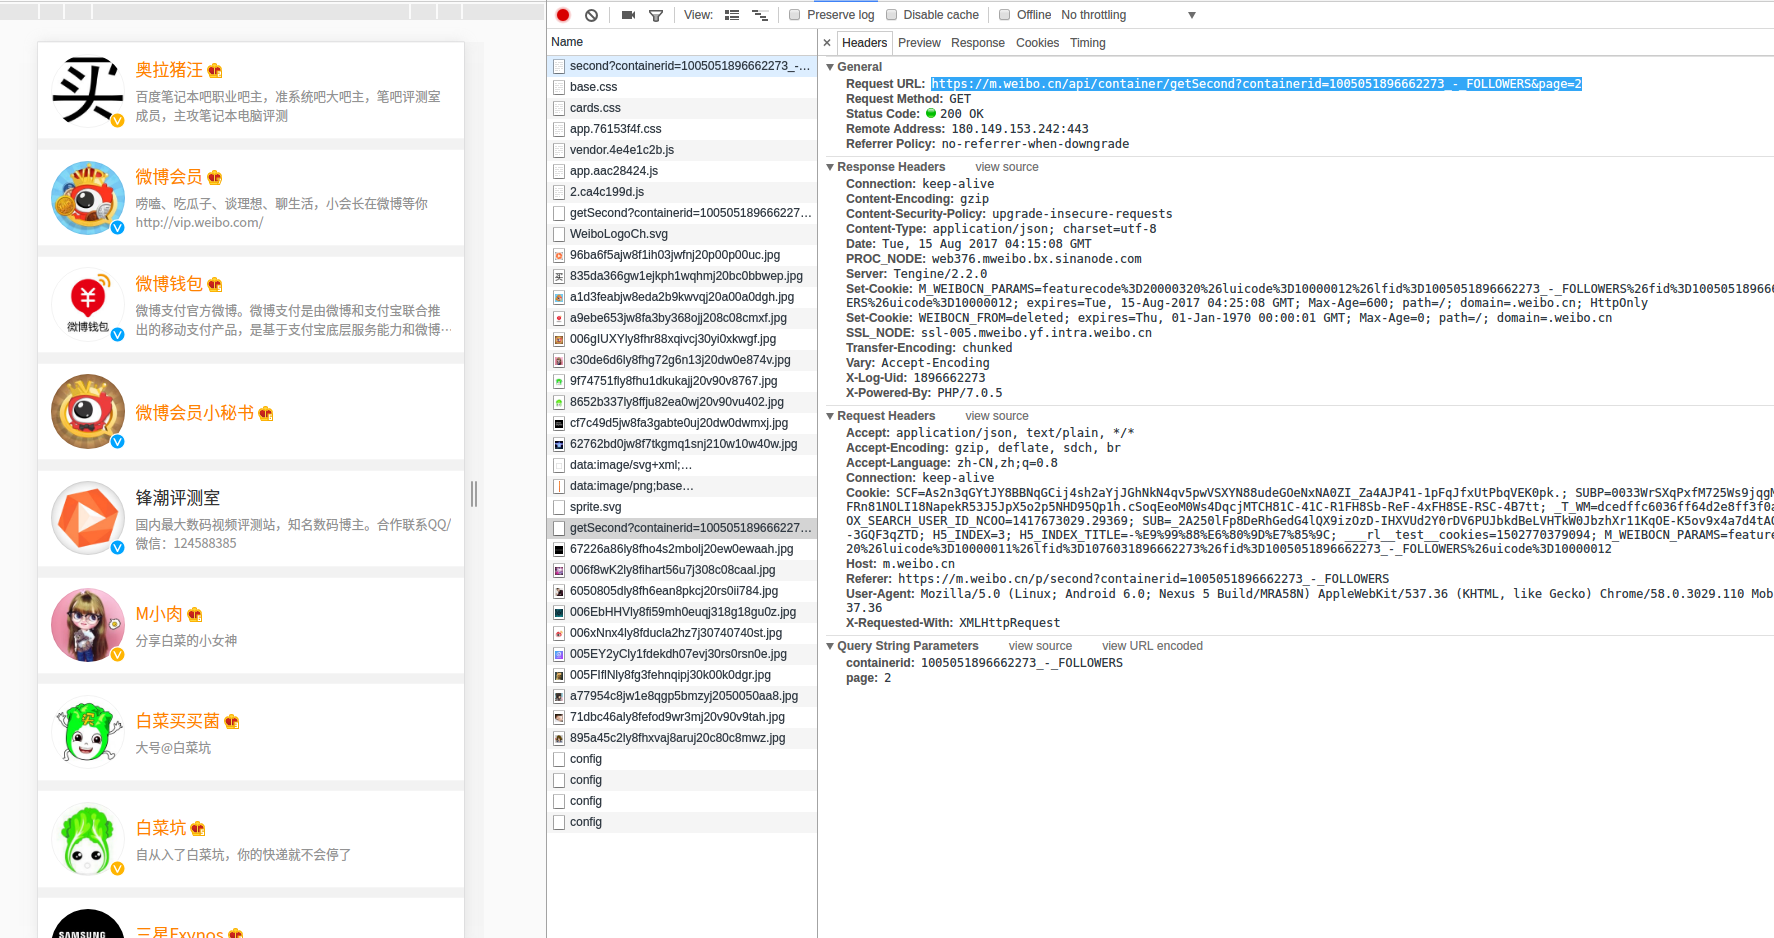 买
奥拉猪汪
百度笔记本吧职业吧主，准系统吧大吧主，笔吧评测室
成员，主攻笔记本电脑评测
微博会员
唠嗑、吃瓜子、谈理想、聊生活，小会长在微博等你
http://vip.weibo.com/
微博钱包
微博钱包
微博支付官方微博。微博支付是由微博和支付宝联合推
出的移动支付产品，是基于支付宝底层服务能力和微博…
微博会员小秘书
锋潮评测室
国内最大数码视频评测站，知名数码博主。合作联系QQ/
微信：124588385
M小肉
分享白菜的小女神
白菜买买菌
大号@白菜坑
白菜坑
自从入了白菜坑，你的快递就不会停了
SAMSUNG
三星Exynos
View:
Preserve log
Disable cache
Offline
No throttling
Name
second?containerid=1005051896662273_-…
base.css
cards.css
app.76153f4f.css
vendor.4e4e1c2b.js
app.aac28424.js
2.ca4c199d.js
getSecond?containerid=100505189666227…
WeiboLogoCh.svg
96ba6f5ajw8f1ih03jwfnj20p00p00uc.jpg
835da366gw1ejkph1wqhmj20bc0bbwep.jpg
a1d3feabjw8eda2b9kwvqj20a00a0dgh.jpg
a9ebe653jw8fa3by368ojj208c08cmxf.jpg
006gIUXYly8fhr88xqivcj30yi0xkwgf.jpg
c30de6d6ly8fhg72g6n13j20dw0e874v.jpg
9f74751fly8fhu1dkukajj20v90v8767.jpg
8652b337ly8ffju82ea0wj20v90vu402.jpg
cf7c49d5jw8fa3gabte0uj20dw0dwmxj.jpg
62762bd0jw8f7tkgmq1snj210w10w40w.jpg
data:image/svg+xml;…
data:image/png;base…
sprite.svg
getSecond?containerid=100505189666227…
67226a86ly8fho4s2mbolj20ew0ewaah.jpg
006f8wK2ly8fihart56u7j308c08caal.jpg
6050805dly8fh6ean8pkcj20rs0ii784.jpg
006EbHHVly8fi59mh0euqj318g18gu0z.jpg
006xNnx4ly8fducla2hz7j30740740st.jpg
005EY2yCly1fdekdh07evj30rs0rsn0e.jpg
005FIflNly8fg3fehnqipj30k00k0dgr.jpg
a77954c8jw1e8qgp5bmzyj2050050aa8.jpg
71dbc46aly8fefod9wr3mj20v90v9tah.jpg
895a45c2ly8fhxvaj8aruj20c80c8mwz.jpg
config
config
config
config
× Headers Preview Response Cookies Timing
General
Request URL: https://m.weibo.cn/api/container/getSecond?containerid=1005051896662273_-_FOLLOWERS&page=2
Request Method: GET
Status Code: 200 OK
Remote Address: 180.149.153.242:443
Referrer Policy: no-referrer-when-downgrade
Response Headers view source
Connection: keep-alive
Content-Encoding: gzip
Content-Security-Policy: upgrade-insecure-requests
Content-Type: application/json; charset=utf-8
Date: Tue, 15 Aug 2017 04:15:08 GMT
PROC_NODE: web376.mweibo.bx.sinanode.com
Server: Tengine/2.2.0
Set-Cookie: M_WEIBOCN_PARAMS=featurecode%3D20000320%26luicode%3D10000012%26lfid%3D1005051896662273_-_FOLLOWERS%26fid%3D100505189666
ERS%26uicode%3D10000012; expires=Tue, 15-Aug-2017 04:25:08 GMT; Max-Age=600; path=/; domain=.weibo.cn; HttpOnly
Set-Cookie: WEIBOCN_FROM=deleted; expires=Thu, 01-Jan-1970 00:00:01 GMT; Max-Age=0; path=/; domain=.weibo.cn
SSL_NODE: ssl-005.mweibo.yf.intra.weibo.cn
Transfer-Encoding: chunked
Vary: Accept-Encoding
X-Log-Uid: 1896662273
X-Powered-By: PHP/7.0.5
Request Headers view source
Accept: application/json, text/plain, */*
Accept-Encoding: gzip, deflate, sdch, br
Accept-Language: zh-CN,zh;q=0.8
Connection: keep-alive
Cookie: SCF=As2n3qGYtJY8BBNqGCij4sh2aYjJGhNkN4qv5pwVSXYN88udeGOeNxNA0ZI_Za4AJP41-1pFqJfxUtPbqVEK0pk.; SUBP=0033WrSXqPxfM725Ws9jqgM
FRn81NOLI18NapekR53J5JpX5o2p5NHD95Qp1h.cSoqEeoM0Ws4DqcjMTCH81C-41C-R1FH8Sb-ReF-4xFH8SE-RSC-4B7tt; _T_WM=dcedffc6036ff64d2e8ff3f0a
OX_SEARCH_USER_ID_NCOO=1417673029.29369; SUB=_2A250lFp8DeRhGedG4lQX9izOzD-IHXVUd2Y0rDV6PUJbkdBeLVHTkW0JbzhXr11KqOE-K5ov9x4a7d4tAQ
-3GQF3qZTD; H5_INDEX=3; H5_INDEX_TITLE=-%E9%99%88%E6%80%9D%E7%85%9C; ___rl__test__cookies=1502770379094; M_WEIBOCN_PARAMS=feature
20%26luicode%3D10000011%26lfid%3D1076031896662273%26fid%3D1005051896662273_-_FOLLOWERS%26uicode%3D10000012
Host: m.weibo.cn
Referer: https://m.weibo.cn/p/second?containerid=1005051896662273_-_FOLLOWERS
User-Agent: Mozilla/5.0 (Linux; Android 6.0; Nexus 5 Build/MRA58N) AppleWebKit/537.36 (KHTML, like Gecko) Chrome/58.0.3029.110 Mob
37.36
X-Requested-With: XMLHttpRequest
Query String Parameters view source view URL encoded
containerid: 1005051896662273_-_FOLLOWERS
page: 2